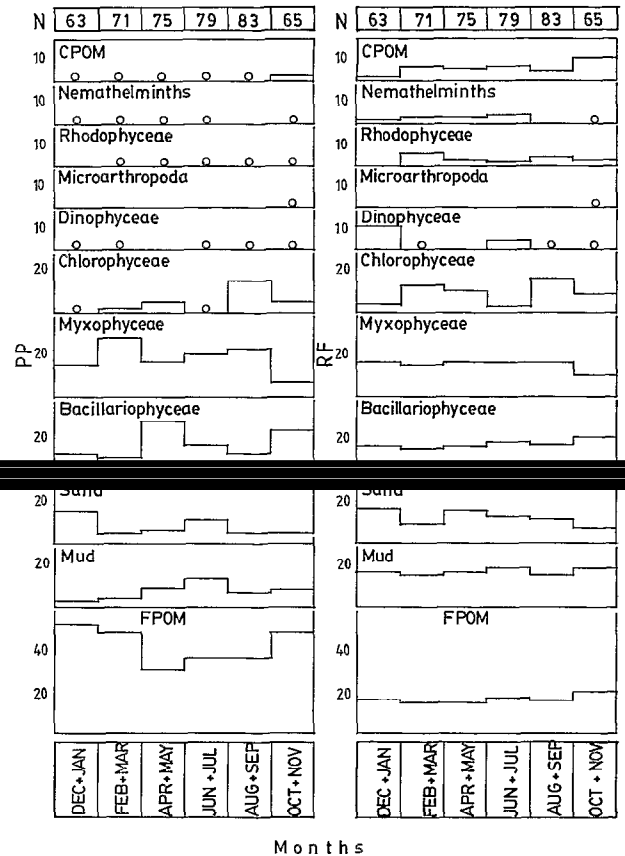 N 63 71 75 79 83 65 N 63 71 75 79 83 65
10 CPOM 10 CPOM
10 Nemathelminths 10 Nemathelminths
10 Rhodophyceae 10 Rhodophyceae
10 Microarthropoda 10 Microarthropoda
10 Dinophyceae 10 Dinophyceae
20 Chlorophyceae 20 Chlorophyceae
PP 20 Myxophyceae RF 20 Myxophyceae
20 Bacillariophyceae 20 Bacillariophyceae
20 Sand 20 Sand
20 Mud 20 Mud
FPOM FPOM
40 40
20 20
DEC+JAN FEB+MAR APR+MAY JUN+JUL AUG+SEP OCT+NOV DEC+JAN FEB+MAR APR+MAY JUN+JUL AUG+SEP OCT+NOV
Months